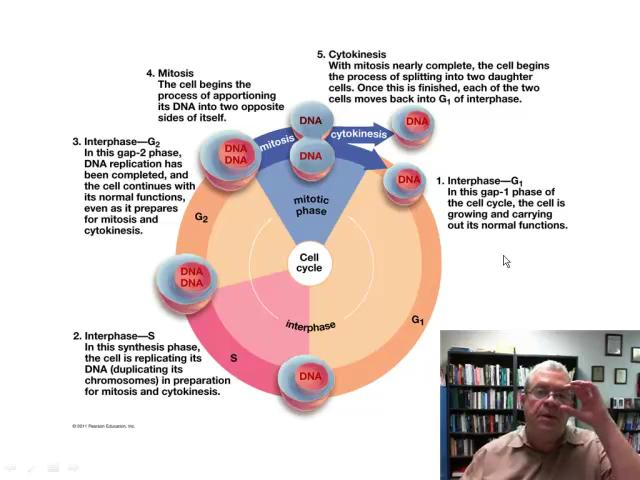 5. Cytokinesis
With mitosis nearly complete, the cell begins
the process of splitting into two daughter
cells. Once this is finished, each of the two
cells moves back into G1 of interphase.
4. Mitosis
The cell begins the
process of apportioning
its DNA into two opposite
sides of itself.
3. Interphase—G2
In this gap-2 phase,
DNA replication has
been completed, and
the cell continues with
its normal functions,
even as it prepares
for mitosis and
cytokinesis.
DNA
mitosis
cytokinesis
DNA
DNA
DNA
DNA
DNA
1. Interphase—G1
In this gap-1 phase of
the cell cycle, the cell is
growing and carrying
out its normal functions.
mitotic
phase
G2
Cell
cycle
DNA
DNA
interphase
G1
S
DNA
2. Interphase—S
In this synthesis phase,
the cell is replicating its
DNA (duplicating its
chromosomes) in preparation
for mitosis and cytokinesis.
© 2011 Pearson Education, Inc.